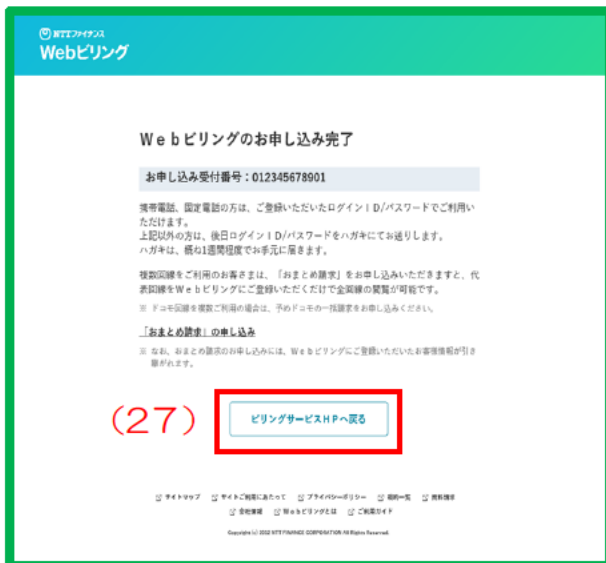 NTTファイナンス
Webビリング
Ｗｅｂビリングのお申し込み完了
お申し込み受付番号：012345678901
携帯電話、固定電話の方は、ご登録いただいたログインＩＤ/パスワードでご利用い
ただけます。
上記以外の方は、後日ログインＩＤ/パスワードをハガキにてお送りします。
ハガキは、概ね1週間程度でお手元に届きます。
複数回線をご利用のお客さまは、「おまとめ請求」をお申し込みいただきますと、代
表回線をＷｅｂビリングにご登録いただくだけで全回線の閲覧が可能です。
※ ドコモ回線を複数ご利用の場合は、予めドコモの一括請求をお申し込みください。
「おまとめ請求」の申し込み
※ なお、おまとめ請求のお申し込みには、Ｗｅｂビリングにご登録いただいたお客様情報が引き
継がれます。
（27）
ビリングサービスＨＰへ戻る
サイトマップ サイトご利用にあたって プライバシーポリシー 規約一覧 資料請求
会社情報 Ｗｅｂビリングとは ご利用ガイド
Copyright (c) 2012 NTT FINANCE CORPORATION All Rights Reserved.